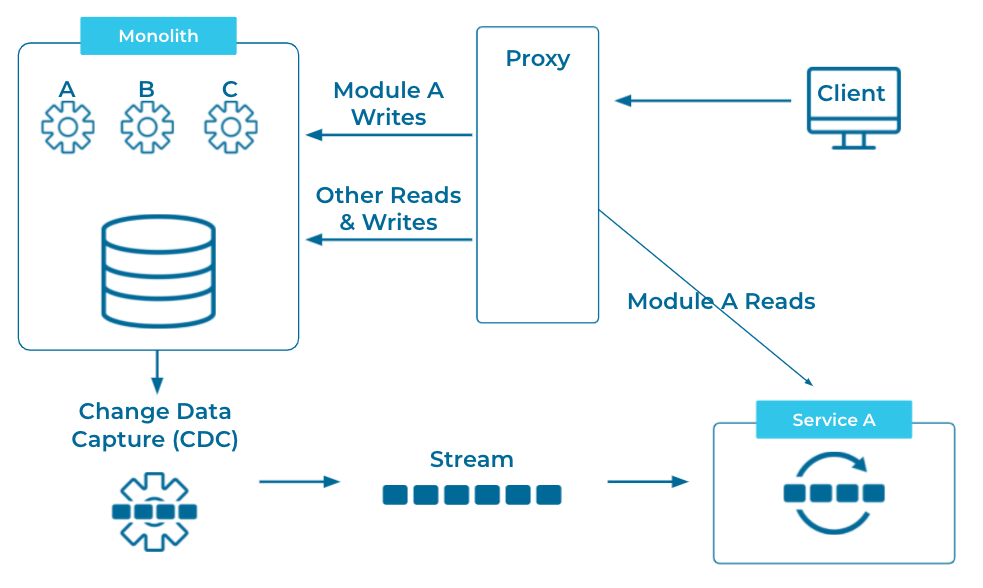 Monolith
A B C
Module A
Writes
Other Reads
& Writes
Proxy
Client
Module A Reads
Change Data
Capture (CDC)
Stream
Service A